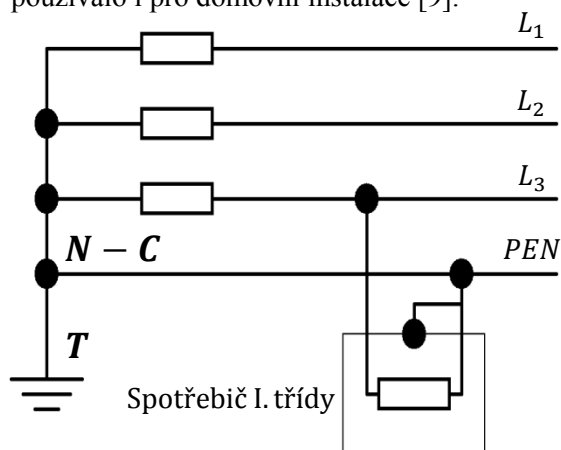 používalo i pro domovní instalace [9].
L₁
L₂
L₃
N − C
PEN
T
Spotřebič I. třídy